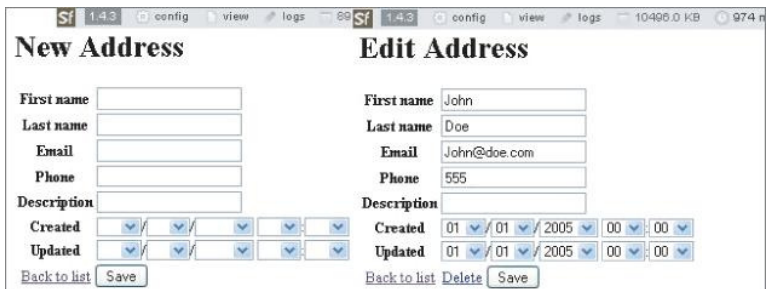 Sf 1.4.3 config view logs 89
New Address
First name
Last name
Email
Phone
Description
Created / / :
Updated / / :
Back to list Save
Sf 1.4.3 config view logs 10496.0 KB 974 m
Edit Address
First name John
Last name Doe
Email John@doe.com
Phone 555
Description
Created 01 / 01 / 2005 00 : 00
Updated 01 / 01 / 2005 00 : 00
Back to list Delete Save